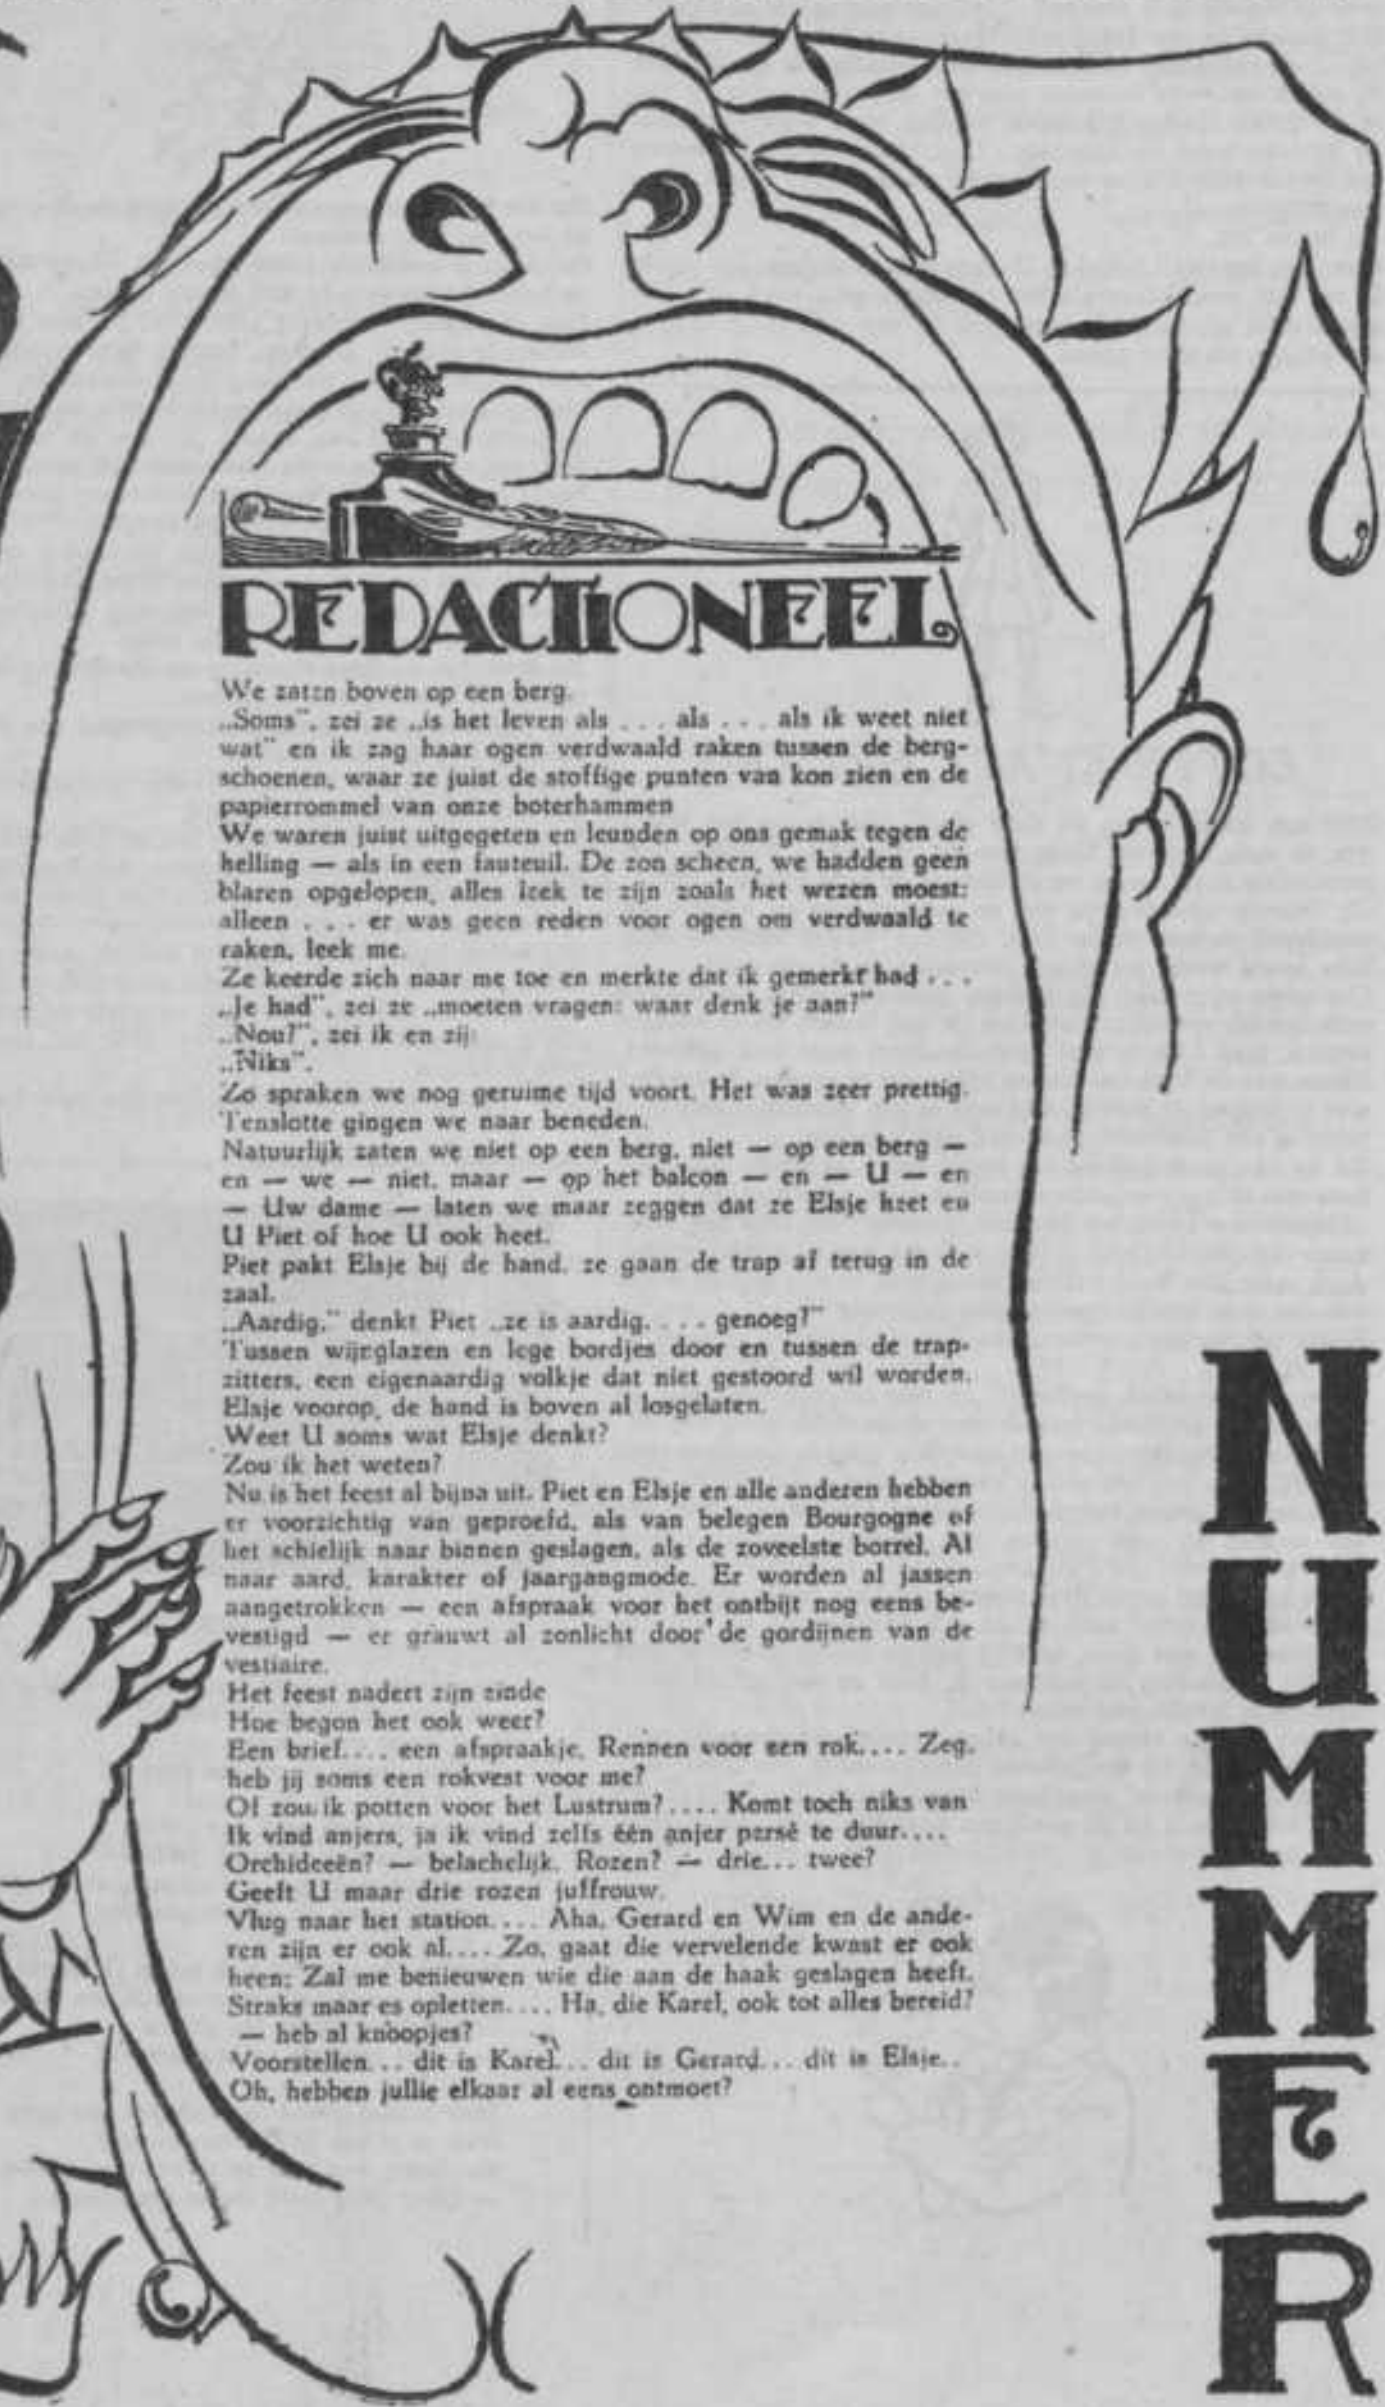 REDACTiONEEL
We zaten boven op een berg.
„Soms”, zei ze „is het leven als . . . als . . . als ik weet niet
wat” en ik zag haar ogen verdwaald raken tussen de berg-
schoenen, waar ze juist de stoffige punten van kon zien en de
papierrommel van onze boterhammen
We waren juist uitgegeten en leunden op ons gemak tegen de
helling — als in een fauteuil. De zon scheen, we hadden geen
blaren opgelopen, alles leek te zijn zoals het wezen moest:
alleen . . . er was geen reden voor ogen om verdwaald te
raken, leek me.
Ze keerde zich naar me toe en merkte dat ik gemerkt had . . .
„Je had”, zei ze „moeten vragen: waar denk je aan?”
„Nou?”, zei ik en zij:
„Niks”.
Zo spraken we nog geruime tijd voort. Het was zeer prettig.
Tenslotte gingen we naar beneden.
Natuurlijk zaten we niet op een berg, niet — op een berg —
en — we — niet, maar — op het balcon — en — U — en
— Uw dame — laten we maar zeggen dat ze Elsje heet en
U Piet of hoe U ook heet.
Piet pakt Elsje bij de hand, ze gaan de trap af terug in de
zaal.
„Aardig,” denkt Piet „ze is aardig. . . . genoeg?”
Tussen wijnglazen en lege bordjes door en tussen de trap-
zitters, een eigenaardig volkje dat niet gestoord wil worden.
Elsje voorop, de hand is boven al losgelaten.
Weet U soms wat Elsje denkt?
Zou ik het weten?
Nu is het feest al bijna uit. Piet en Elsje en alle anderen hebben
er voorzichtig van geproefd, als van belegen Bourgogne of
het schielijk naar binnen geslagen, als de zoveelste borrel. Al
naar aard, karakter of jaargangmode. Er worden al jassen
aangetrokken — een afspraak voor het ontbijt nog eens be-
vestigd — er grauwt al zonlicht door de gordijnen van de
vestiaire.
Het feest nadert zijn einde
Hoe begon het ook weer?
Een brief.... een afspraakje. Rennen voor een rok.... Zeg,
heb jij soms een rokvest voor me?
Of zou ik potten voor het Lustrum?.... Komt toch niks van
Ik vind anjers, ja ik vind zelfs één anjer persé te duur....
Orchideeën? — belachelijk. Rozen? — drie... twee?
Geeft U maar drie rozen juffrouw.
Vlug naar het station.... Aha, Gerard en Wim en de ande-
ren zijn er ook al.... Zo, gaat die vervelende kwast er ook
heen: Zal me benieuwen wie die aan de haak geslagen heeft.
Straks maar es opletten.... Ha, die Karel, ook tot alles bereid?
— heb al knoopjes?
Voorstellen... dit is Karel... dit is Gerard... dit is Elsje..
Oh, hebben jullie elkaar al eens ontmoet?
NUMMER